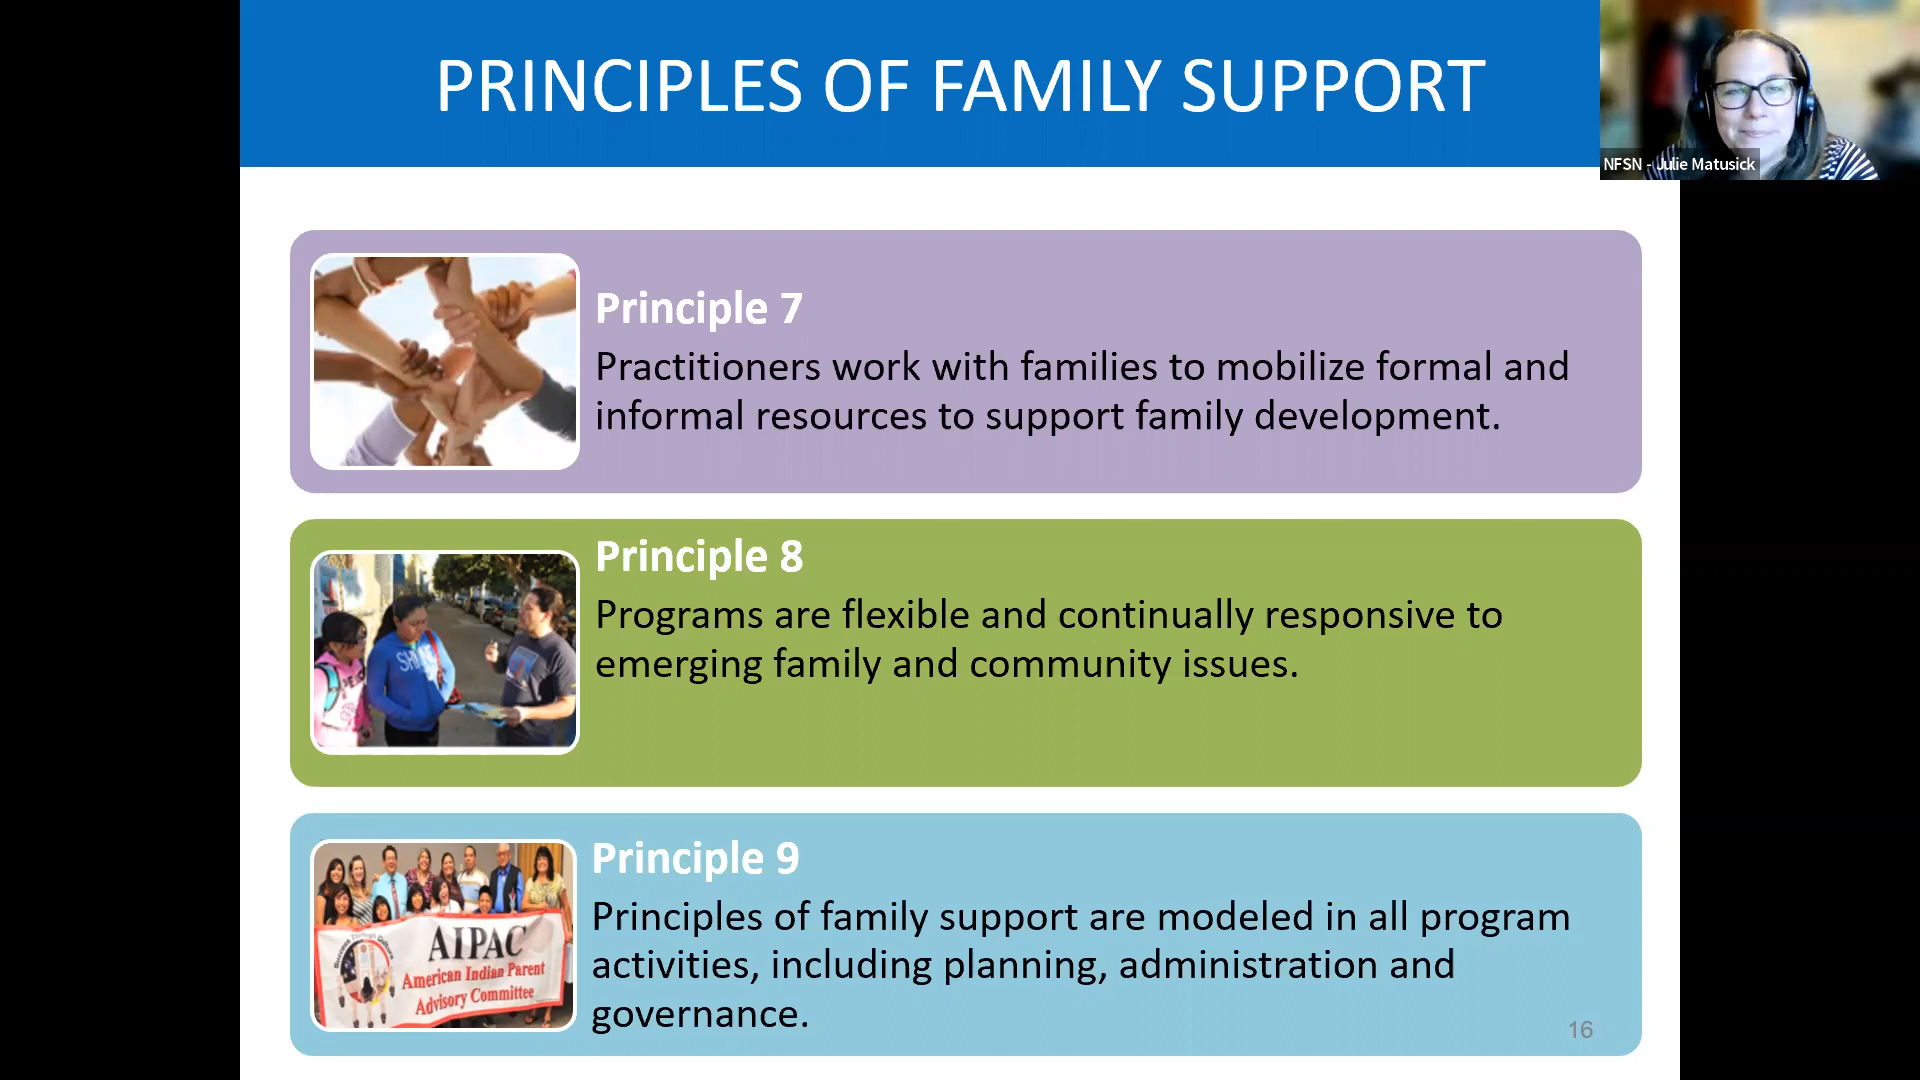 PRINCIPLES OF FAMILY SUPPORT
NFSN - Julie Matusick
Principle 7
Practitioners work with families to mobilize formal and
informal resources to support family development.
Principle 8
Programs are flexible and continually responsive to
emerging family and community issues.
Principle 9
Principles of family support are modeled in all program
activities, including planning, administration and
governance.
AIPAC
American Indian Parent
Advisory Committee
16